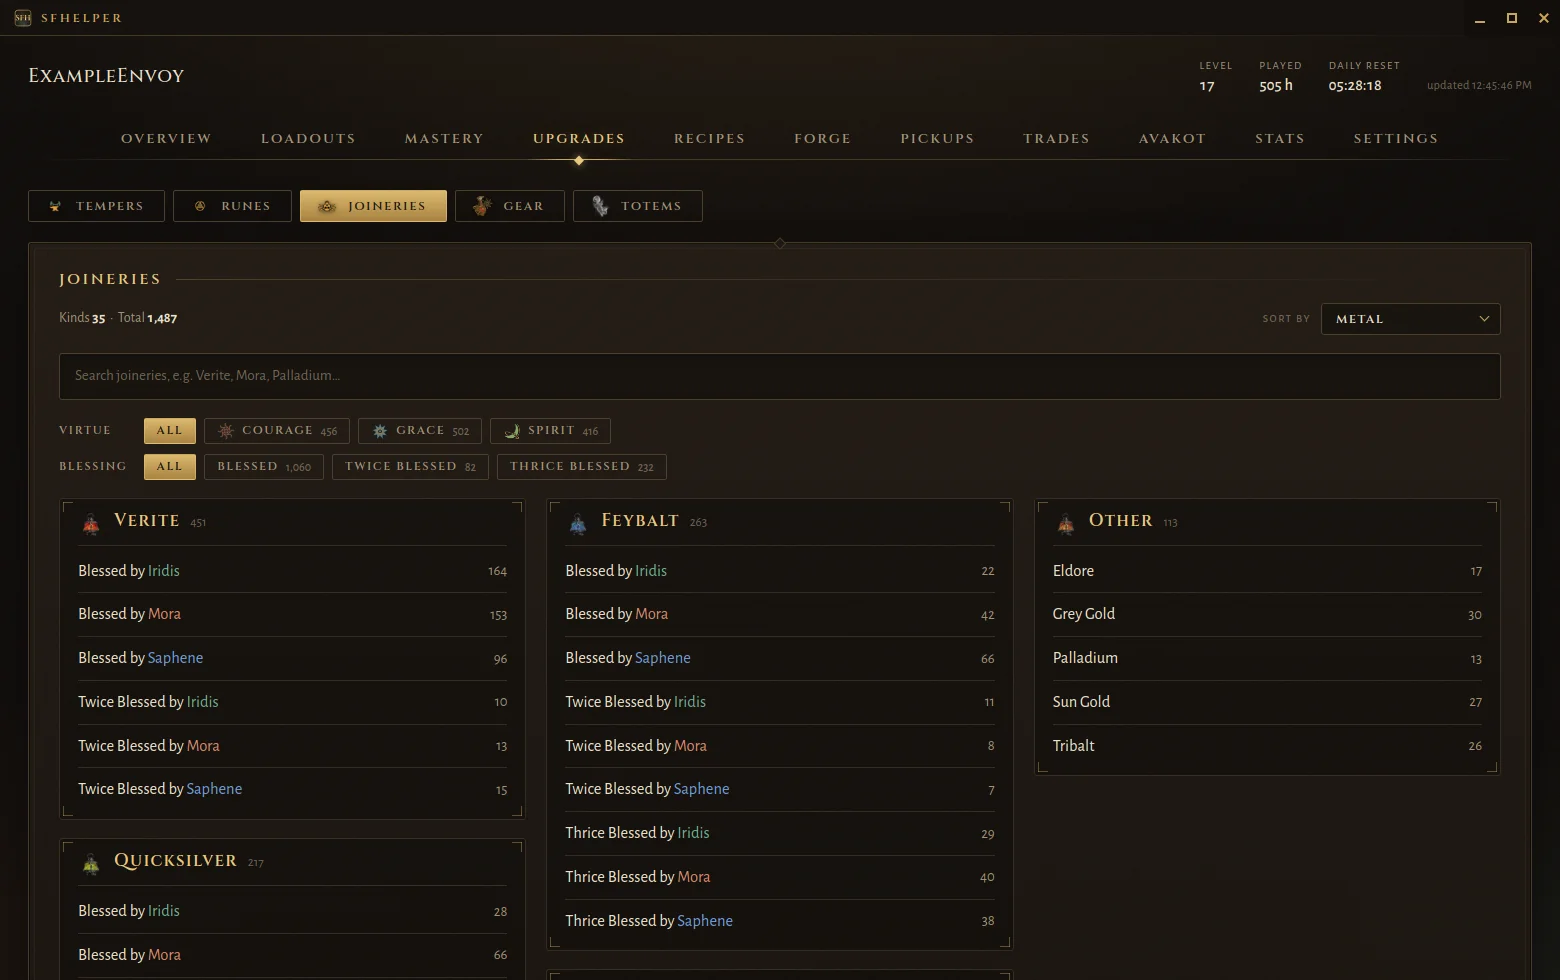 SFH SFHELPER
ExampleEnvoy
LEVEL PLAYED DAILY RESET
17 505 h 05:28:18 updated 12:45:46 PM
OVERVIEW LOADOUTS MASTERY UPGRADES RECIPES FORGE PICKUPS TRADES AVAKOT STATS SETTINGS
TEMPERS RUNES JOINERIES GEAR TOTEMS
JOINERIES
Kinds 35 · Total 1,487
SORT BY METAL
Search joineries, e.g. Verite, Mora, Palladium...
VIRTUE ALL COURAGE 456 GRACE 502 SPIRIT 416
BLESSING ALL BLESSED 1,060 TWICE BLESSED 82 THRICE BLESSED 232
VERITE 451
Blessed by Iridis 164
Blessed by Mora 153
Blessed by Saphene 96
Twice Blessed by Iridis 10
Twice Blessed by Mora 13
Twice Blessed by Saphene 15
QUICKSILVER 217
Blessed by Iridis 28
Blessed by Mora 66
FEYBALT 263
Blessed by Iridis 22
Blessed by Mora 42
Blessed by Saphene 66
Twice Blessed by Iridis 11
Twice Blessed by Mora 8
Twice Blessed by Saphene 7
Thrice Blessed by Iridis 29
Thrice Blessed by Mora 40
Thrice Blessed by Saphene 38
OTHER 113
Eldore 17
Grey Gold 30
Palladium 13
Sun Gold 27
Tribalt 26